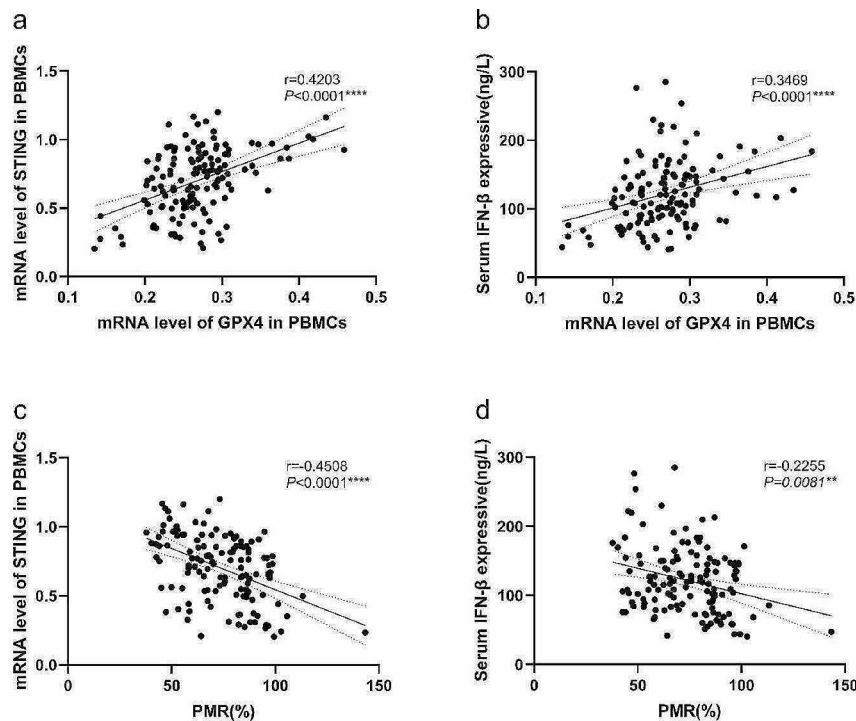 a
r=0.4203
P<0.0001****
mRNA level of STING in PBMCs
1.5
1.0
0.5
0.0
0.1 0.2 0.3 0.4 0.5
mRNA level of GPX4 in PBMCs
b
r=0.3469
P<0.0001****
Serum IFN-β expressive(ng/L)
300
200
100
0
0.1 0.2 0.3 0.4 0.5
mRNA level of GPX4 in PBMCs
c
r=-0.4508
P<0.0001****
mRNA level of STING in PBMCs
1.5
1.0
0.5
0.0
0 50 100 150
PMR(%)
d
r=-0.2255
P=0.0081**
Serum IFN-β expressive(ng/L)
300
200
100
0
0 50 100 150
PMR(%)